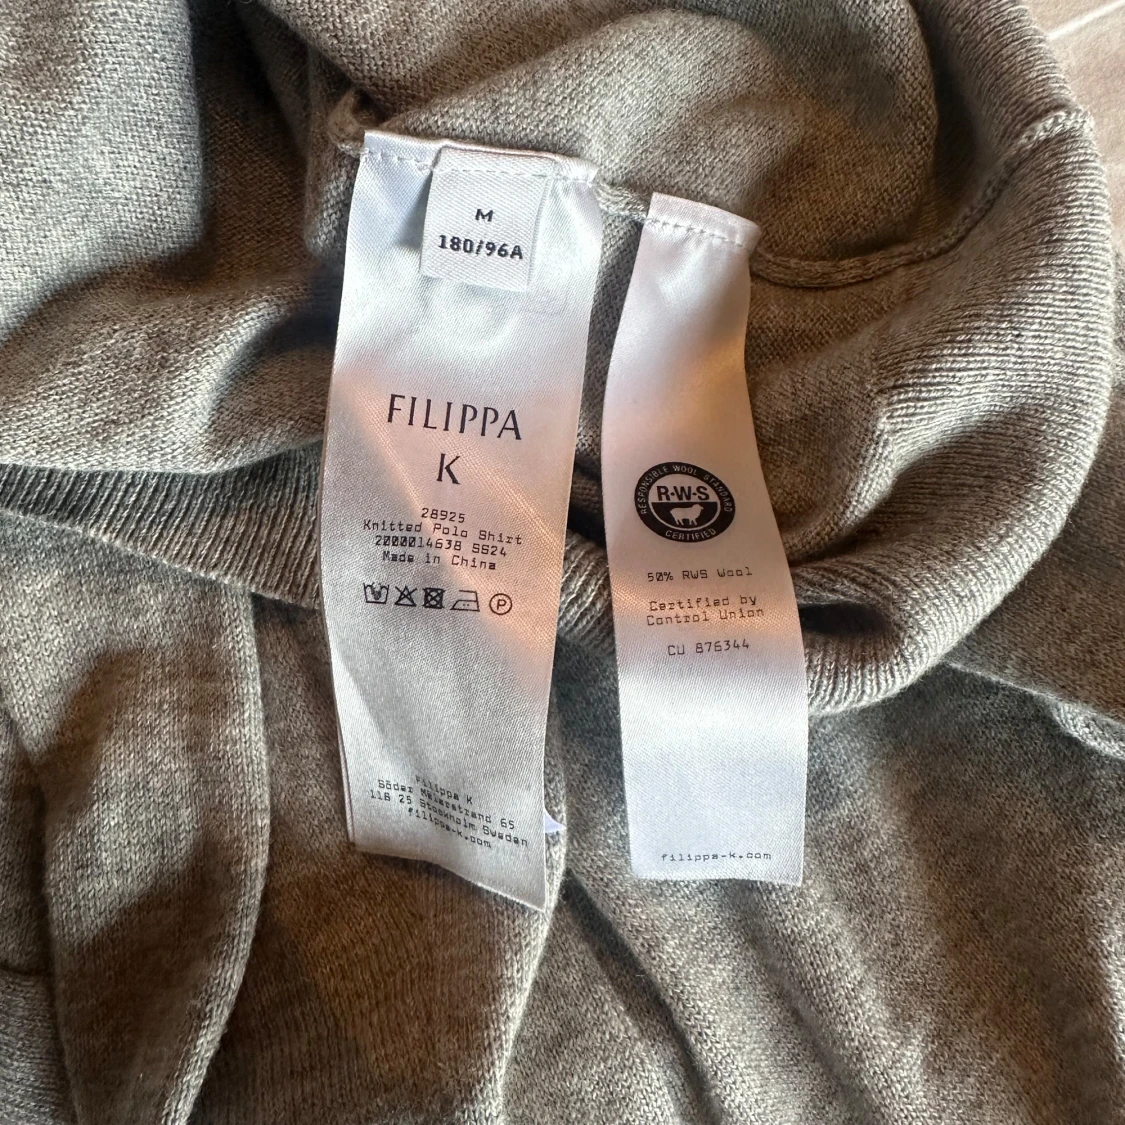 M
180/96A
FILIPPA
K
28925
Knitted Polo Shirt
2000014638 SS24
Made in China
P
Filippa K
Söder Mälarstrand 65
118 25 Stockholm Sweden
filippa-k.com
RESPONSIBLE WOOL STANDARD
R·W·S
CERTIFIED
50% RWS Wool
Certified by
Control Union
CU 876344
filippa-k.com